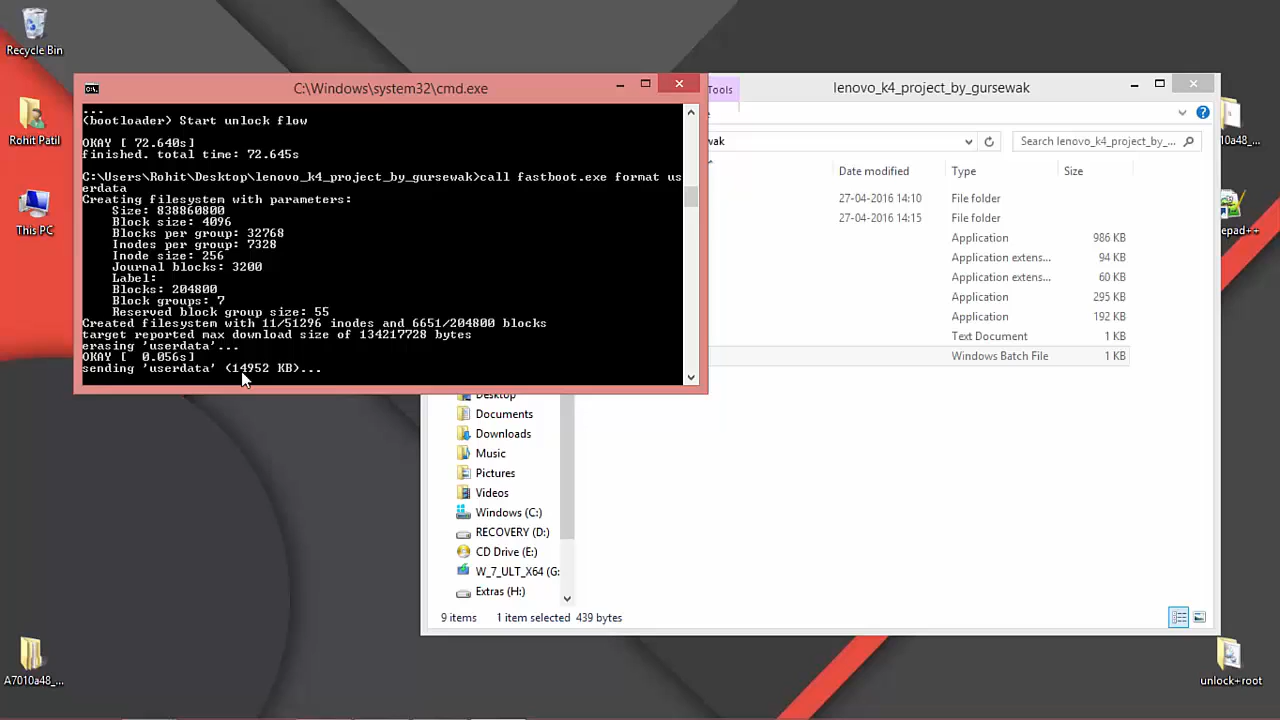 Recycle Bin
Rohit Patil
This PC
A7010a48_...
C:\Windows\system32\cmd.exe
...
(bootloader) Start unlock flow
OKAY [ 72.640s]
finished. total time: 72.645s
C:\Users\Rohit\Desktop\lenovo_k4_project_by_gursewak>call fastboot.exe format us
erdata
Creating filesystem with parameters:
Size: 838860800
Block size: 4096
Blocks per group: 32768
Inodes per group: 7328
Inode size: 256
Journal blocks: 3200
Label:
Blocks: 204800
Block groups: 7
Reserved block group size: 55
Created filesystem with 11/51296 inodes and 6651/204800 blocks
target reported max download size of 134217728 bytes
erasing 'userdata'...
OKAY [  0.056s]
sending 'userdata' (14952 KB)...
Tools
lenovo_k4_project_by_gursewak
wak
Search lenovo_k4_project_by_...
Date modified Type Size
27-04-2016 14:10 File folder
27-04-2016 14:15 File folder
Application 986 KB
Application extens... 94 KB
Application extens... 60 KB
Application 295 KB
Application 192 KB
Text Document 1 KB
Windows Batch File 1 KB
Desktop
Documents
Downloads
Music
Pictures
Videos
Windows (C:)
RECOVERY (D:)
CD Drive (E:)
W_7_ULT_X64 (G:
Extras (H:)
9 items 1 item selected 439 bytes
010a48_...
epad++
unlock+root